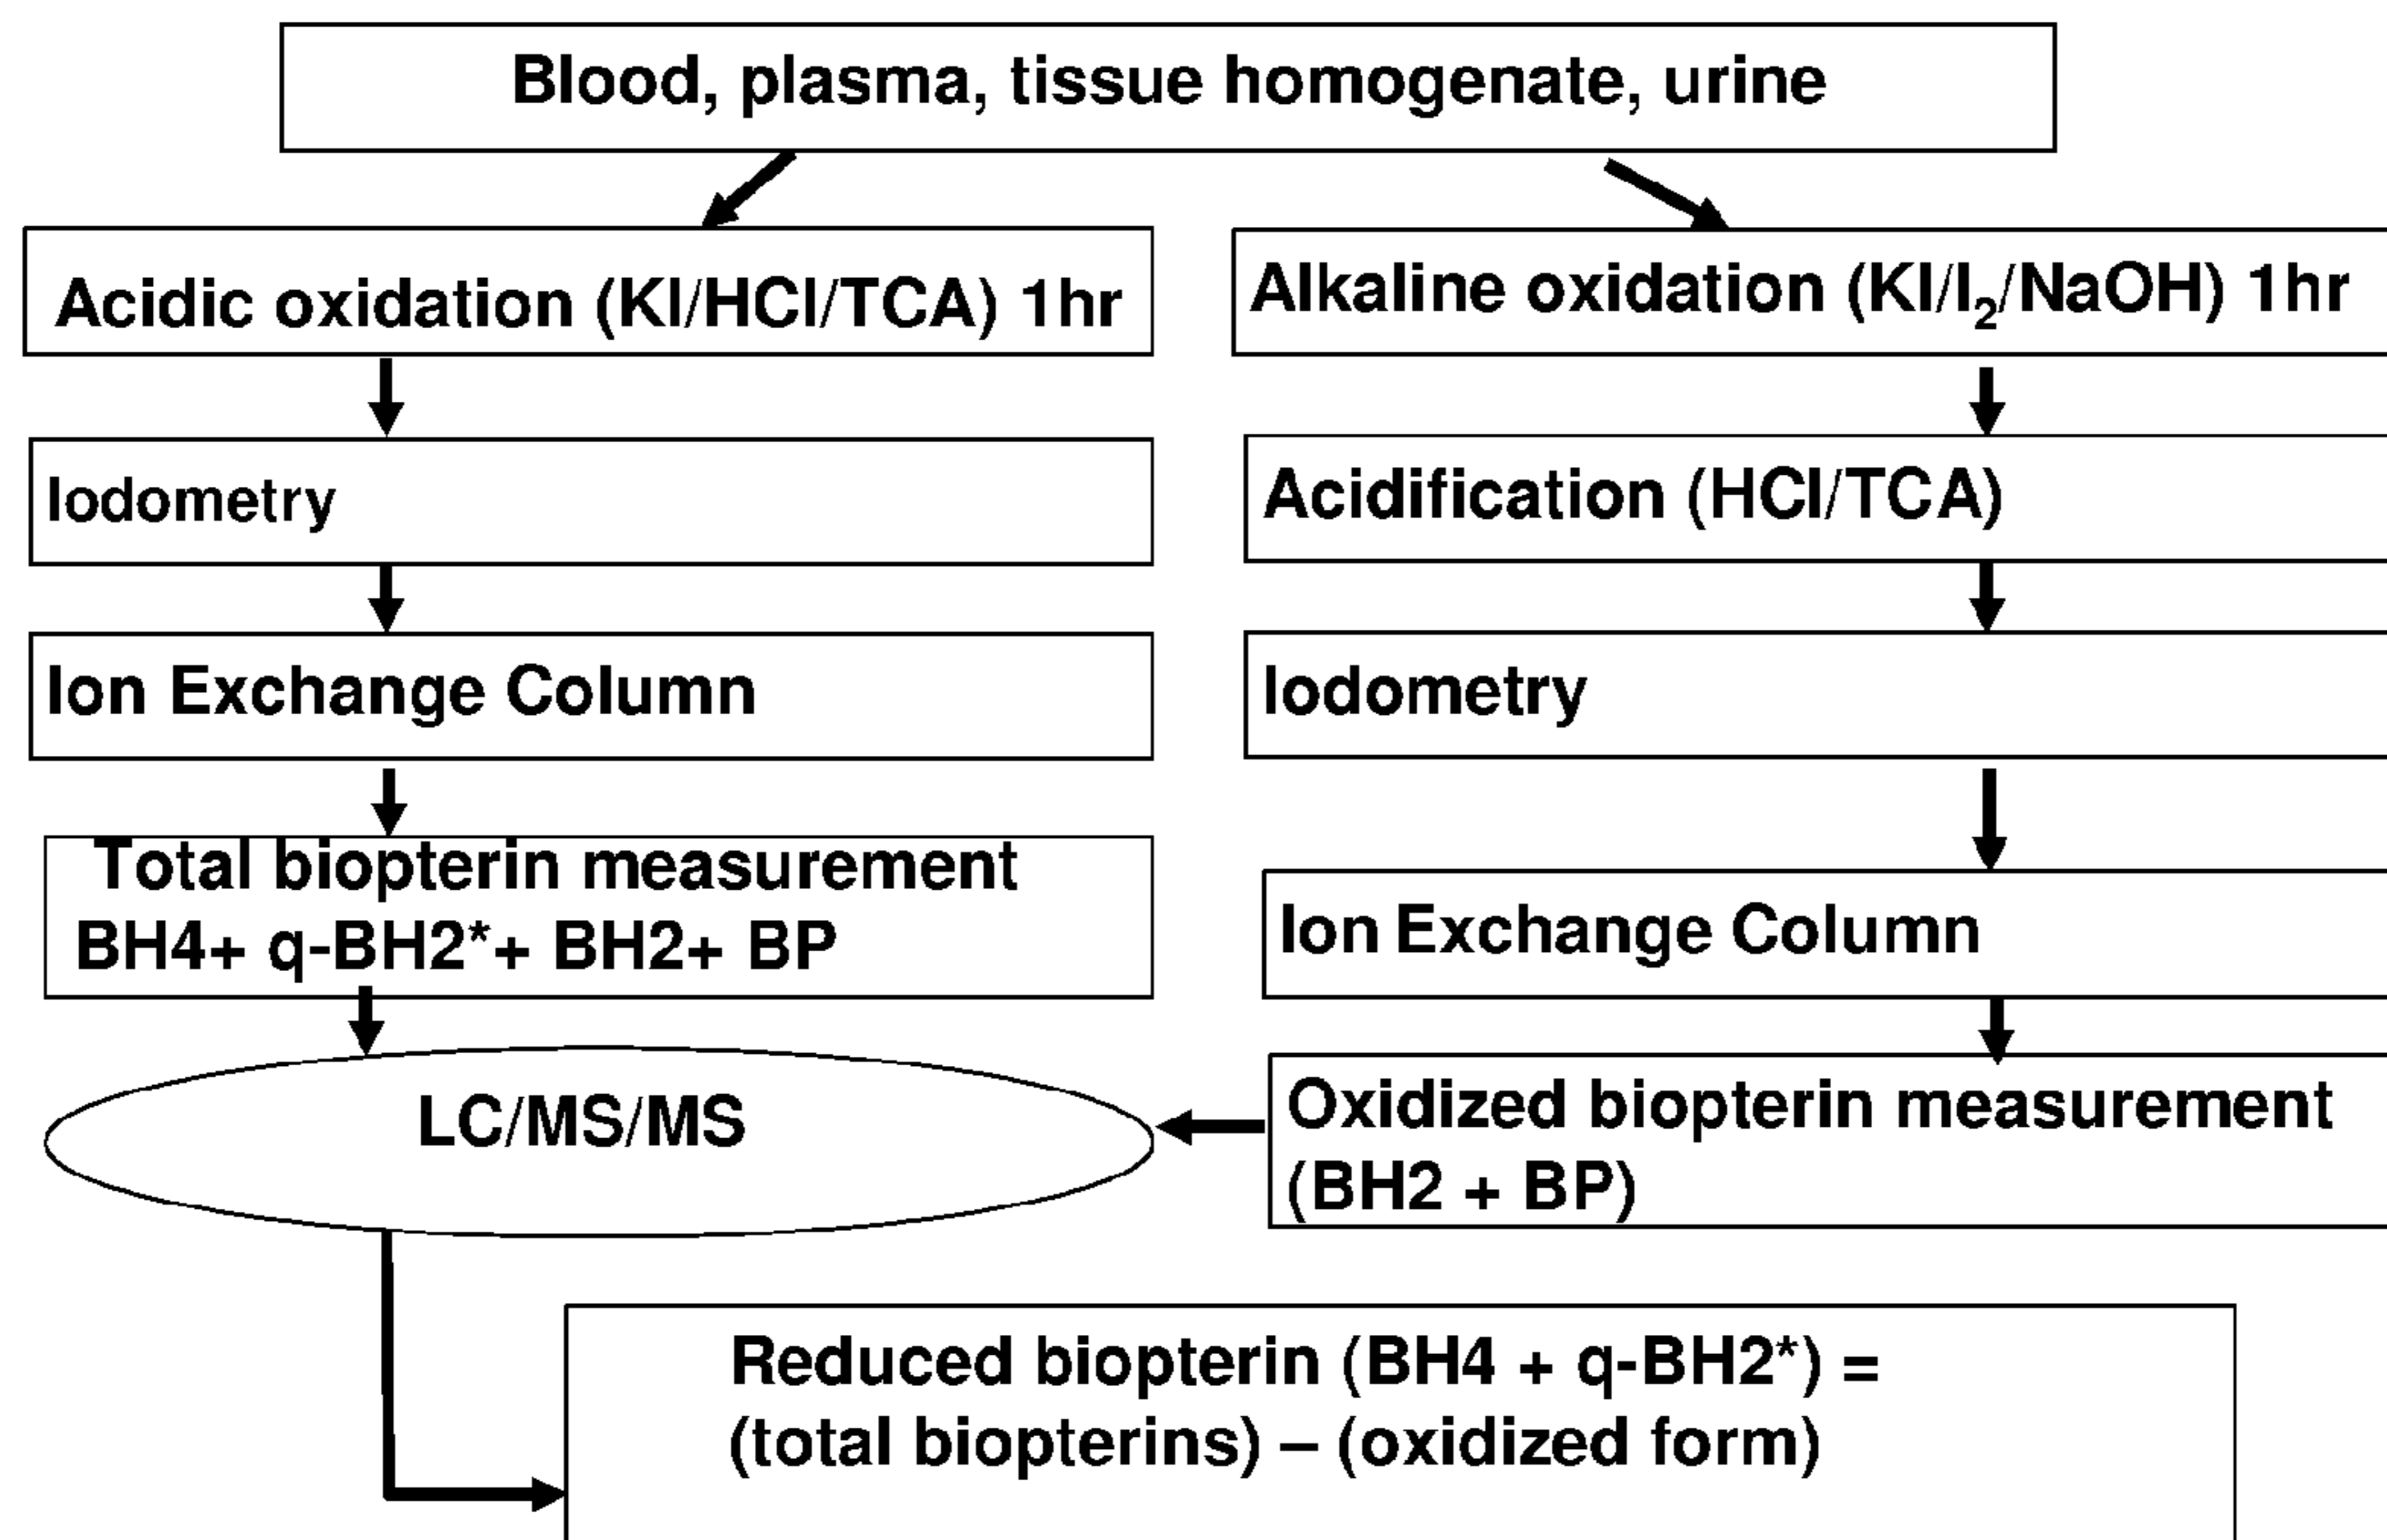 Blood, plasma, tissue homogenate, urine
Acidic oxidation (KI/HCl/TCA) 1hr
Iodometry
Ion Exchange Column
Total biopterin measurement
BH4+ q-BH2*+ BH2+ BP
LC/MS/MS
Alkaline oxidation (KI/I₂/NaOH) 1hr
Acidification (HCl/TCA)
Iodometry
Ion Exchange Column
Oxidized biopterin measurement
(BH2 + BP)
Reduced biopterin (BH4 + q-BH2*) =
(total biopterins) – (oxidized form)